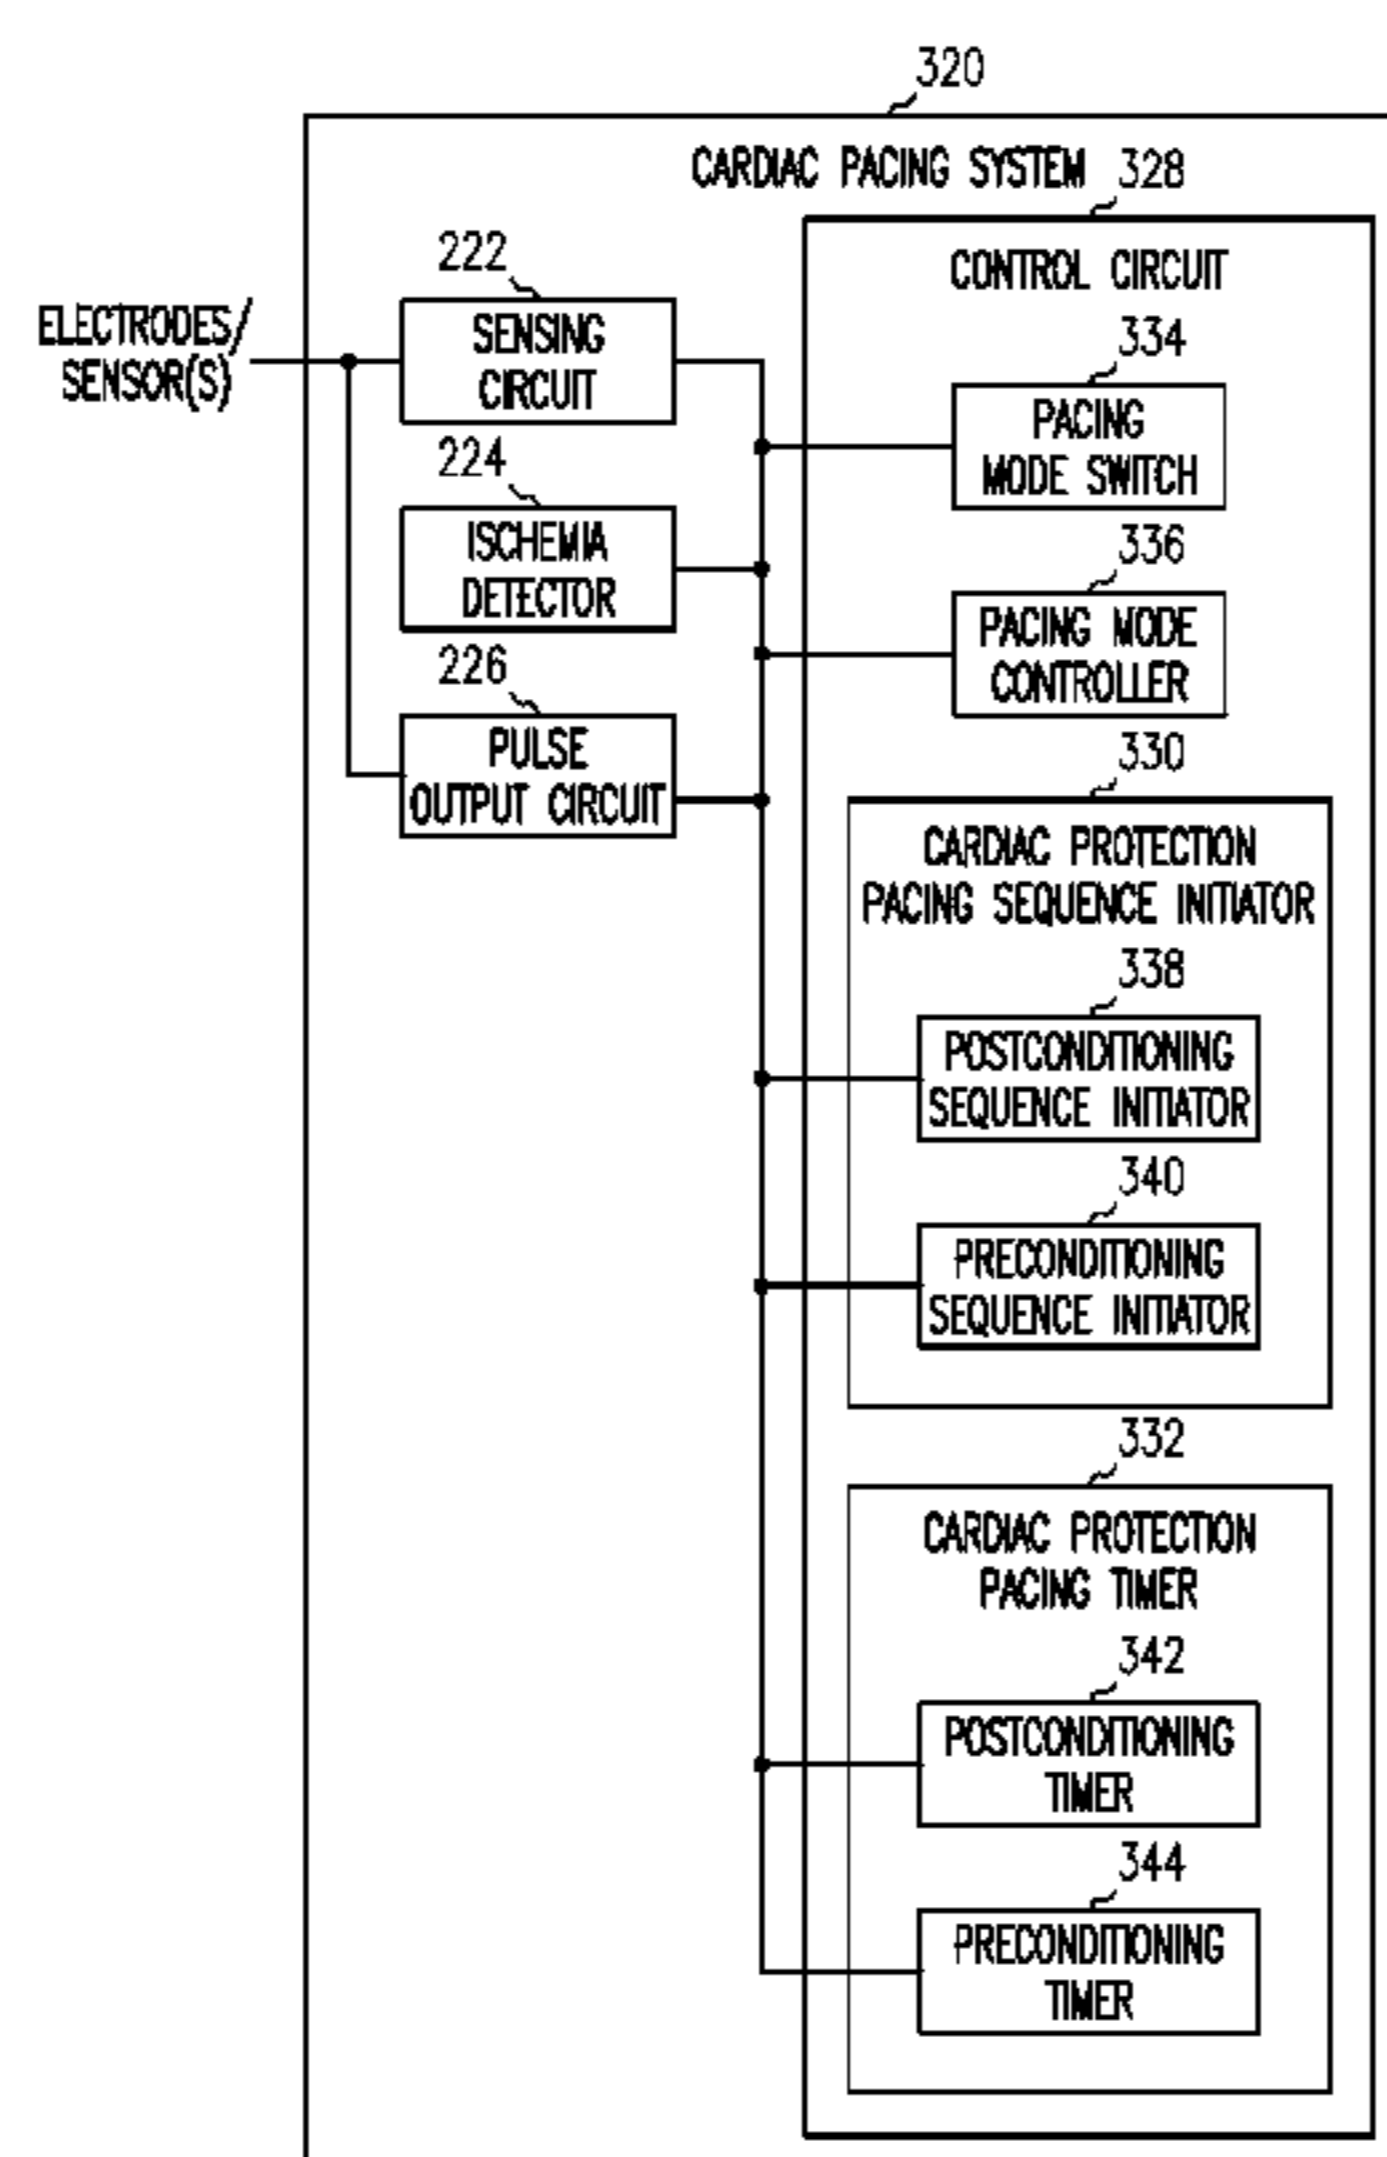 320
CARDIAC PACING SYSTEM
328
CONTROL CIRCUIT
222
ELECTRODES/
SENSOR(S)
SENSING
CIRCUIT
334
PACING
MODE SWITCH
224
ISCHEMIA
DETECTOR
336
PACING MODE
CONTROLLER
226
PULSE
OUTPUT CIRCUIT
330
CARDIAC PROTECTION
PACING SEQUENCE INITIATOR
338
POSTCONDITIONING
SEQUENCE INITIATOR
340
PRECONDITIONING
SEQUENCE INITIATOR
332
CARDIAC PROTECTION
PACING TIMER
342
POSTCONDITIONING
TIMER
344
PRECONDITIONING
TIMER